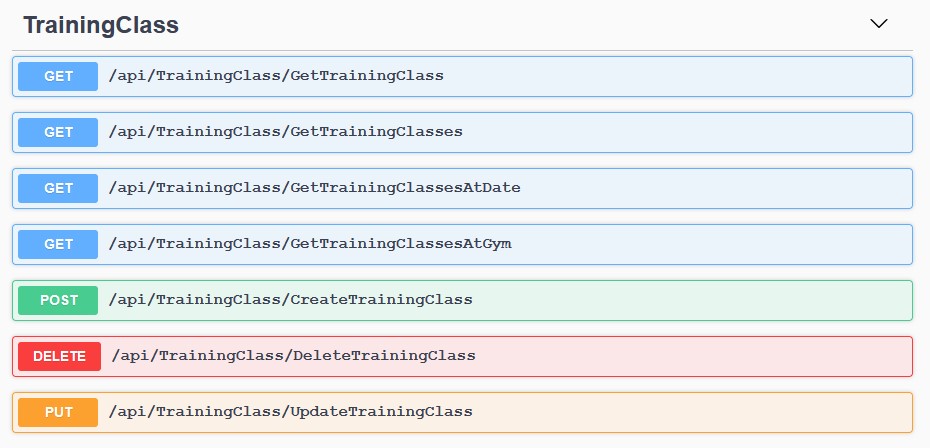 TrainingClass
GET /api/TrainingClass/GetTrainingClass
GET /api/TrainingClass/GetTrainingClasses
GET /api/TrainingClass/GetTrainingClassesAtDate
GET /api/TrainingClass/GetTrainingClassesAtGym
POST /api/TrainingClass/CreateTrainingClass
DELETE /api/TrainingClass/DeleteTrainingClass
PUT /api/TrainingClass/UpdateTrainingClass